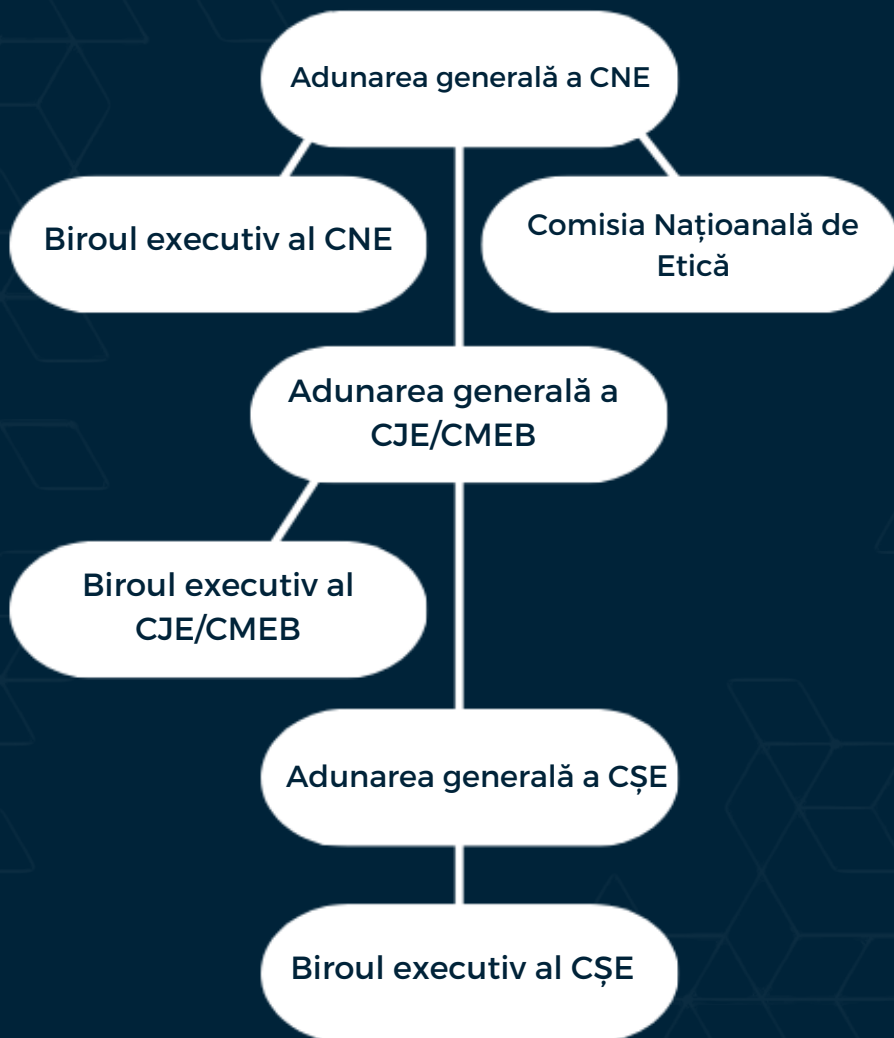 Adunarea generală a CNE
Biroul executiv al CNE
Comisia Națioanală de
Etică
Adunarea generală a
CJE/CMEB
Biroul executiv al
CJE/CMEB
Adunarea generală a CȘE
Biroul executiv al CȘE